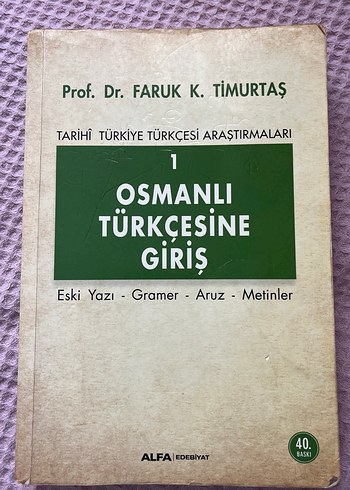 Prof. Dr. FARUK K. TİMURTAŞ
TARİHÎ TÜRKİYE TÜRKÇESİ ARAŞTIRMALARI
1
OSMANLI
TÜRKÇESİNE
GİRİŞ
Eski Yazı - Gramer - Aruz - Metinler
40.
BASKI
ALFA | EDEBİYAT